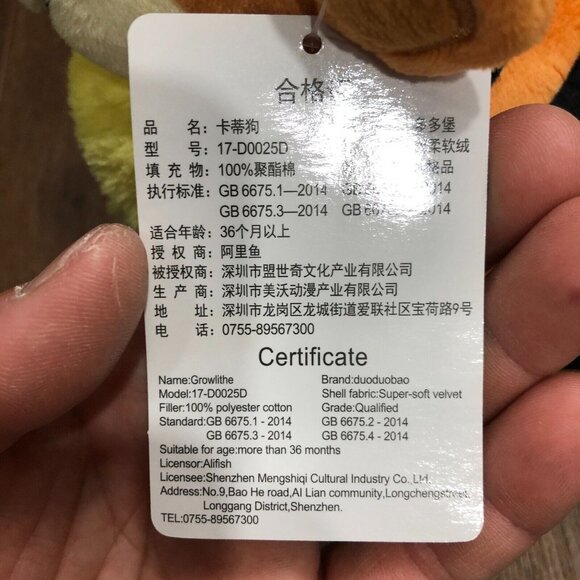 合格
品 名：卡蒂狗 多多堡
型 号：17-D0025D 柔软绒
填 充 物：100%聚酯棉 品
执行标准：GB 6675.1—2014 GB 2014
GB 6675.3—2014 GB 2014
适合年龄：36个月以上
授 权 商：阿里鱼
被授权商：深圳市盟世奇文化产业有限公司
生 产 商：深圳市美沃动漫产业有限公司
地 址：深圳市龙岗区龙城街道爱联社区宝荷路9号
电 话：0755-89567300
Certificate
Name:Growlithe Brand:duoduobao
Model:17-D0025D Shell fabric:Super-soft velvet
Filler:100% polyester cotton Grade:Qualified
Standard:GB 6675.1 - 2014 GB 6675.2 - 2014
GB 6675.3 - 2014 GB 6675.4 - 2014
Suitable for age:more than 36 months
Licensor:Alifish
Licensee:Shenzhen Mengshiqi Cultural Industry Co. Ltd.
Address:No.9,Bao He road,AI Lian community,Longchengstreet,
Longgang District,Shenzhen.
TEL:0755-89567300